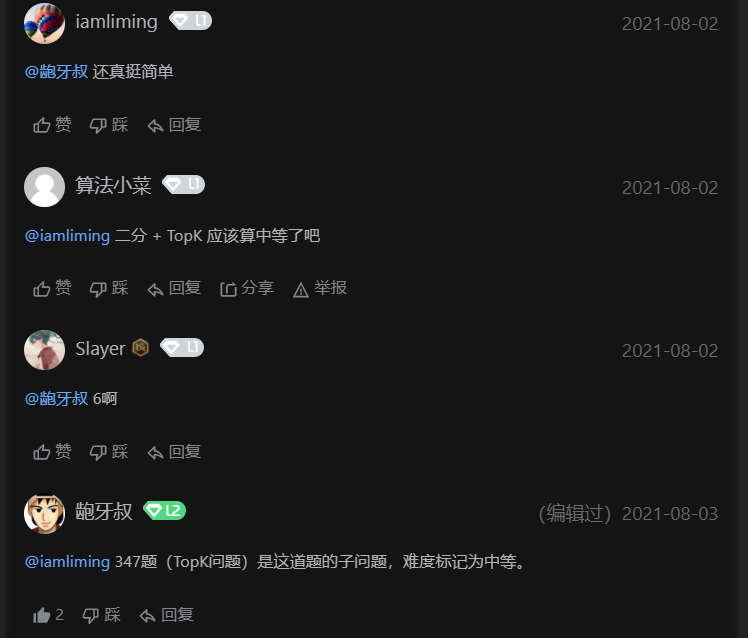 iamliming L1 2021-08-02
@龅牙叔 还真挺简单
赞 踩 回复
算法小菜 L1 2021-08-02
@iamliming 二分 + TopK 应该算中等了吧
赞 踩 回复 分享 举报
Slayer L1 2021-08-02
@龅牙叔 6啊
赞 踩 回复
龅牙叔 L2 (编辑过) 2021-08-03
@iamliming 347题（TopK问题）是这道题的子问题，难度标记为中等。
2 踩 回复